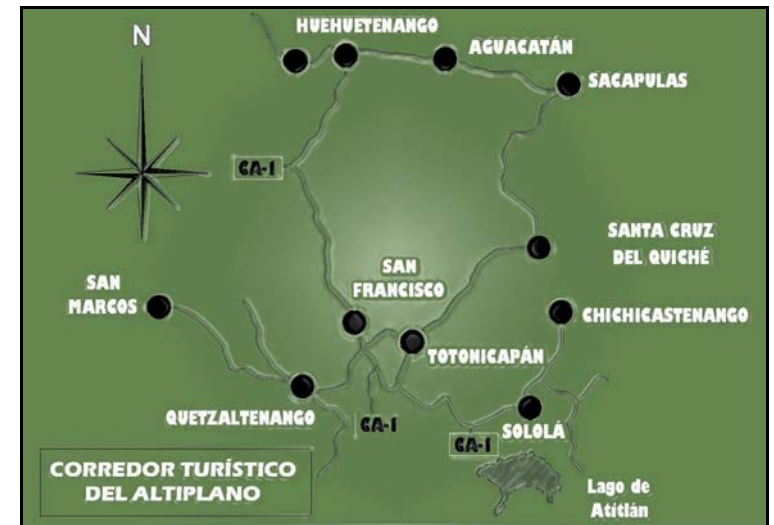 N
HUEHUETENANGO
AGUACATÁN
SACAPULAS
CA-1
SANTA CRUZ
DEL QUICHÉ
SAN
FRANCISCO
SAN
MARCOS
CHICHICASTENANGO
TOTONICAPÁN
QUETZALTENANGO
CA-1
CA-1
SOLOLÁ
CORREDOR TURÍSTICO
DEL ALTIPLANO
Lago de
Atitlán